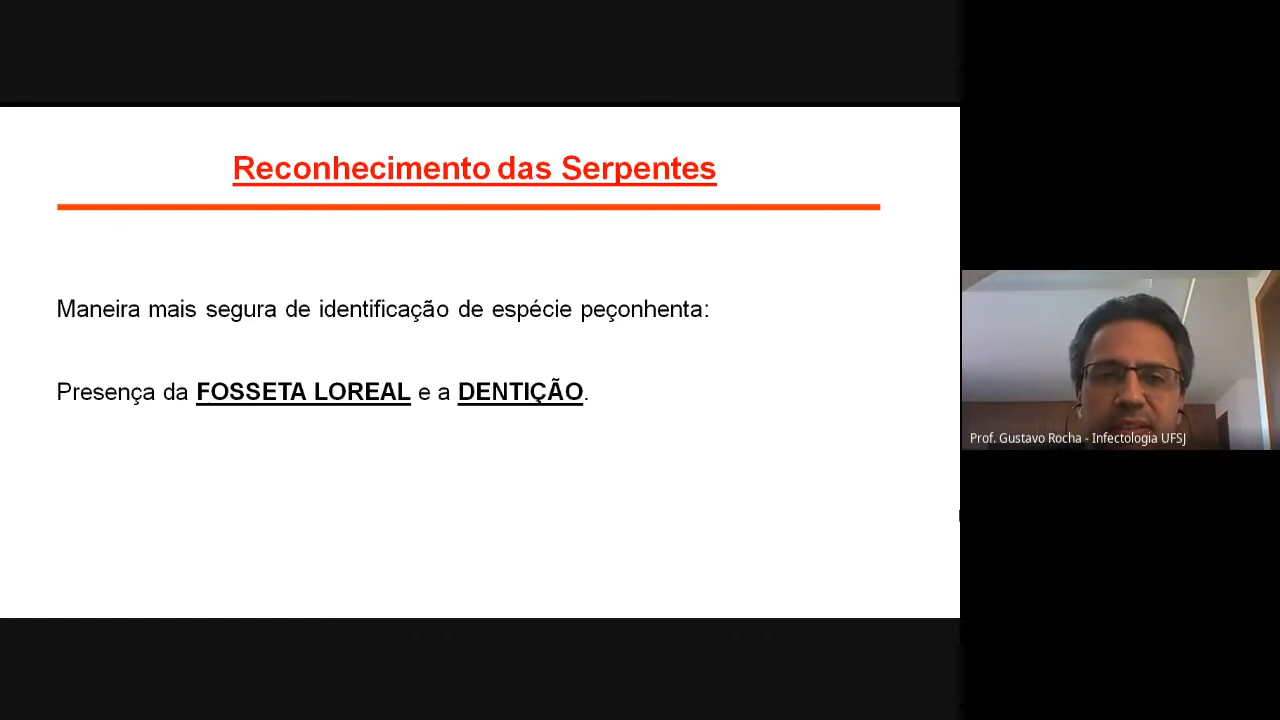 Reconhecimento das Serpentes
Maneira mais segura de identificação de espécie peçonhenta:
Presença da FOSSETA LOREAL e a DENTIÇÃO.
Prof. Gustavo Rocha - Infectologia UFSJ